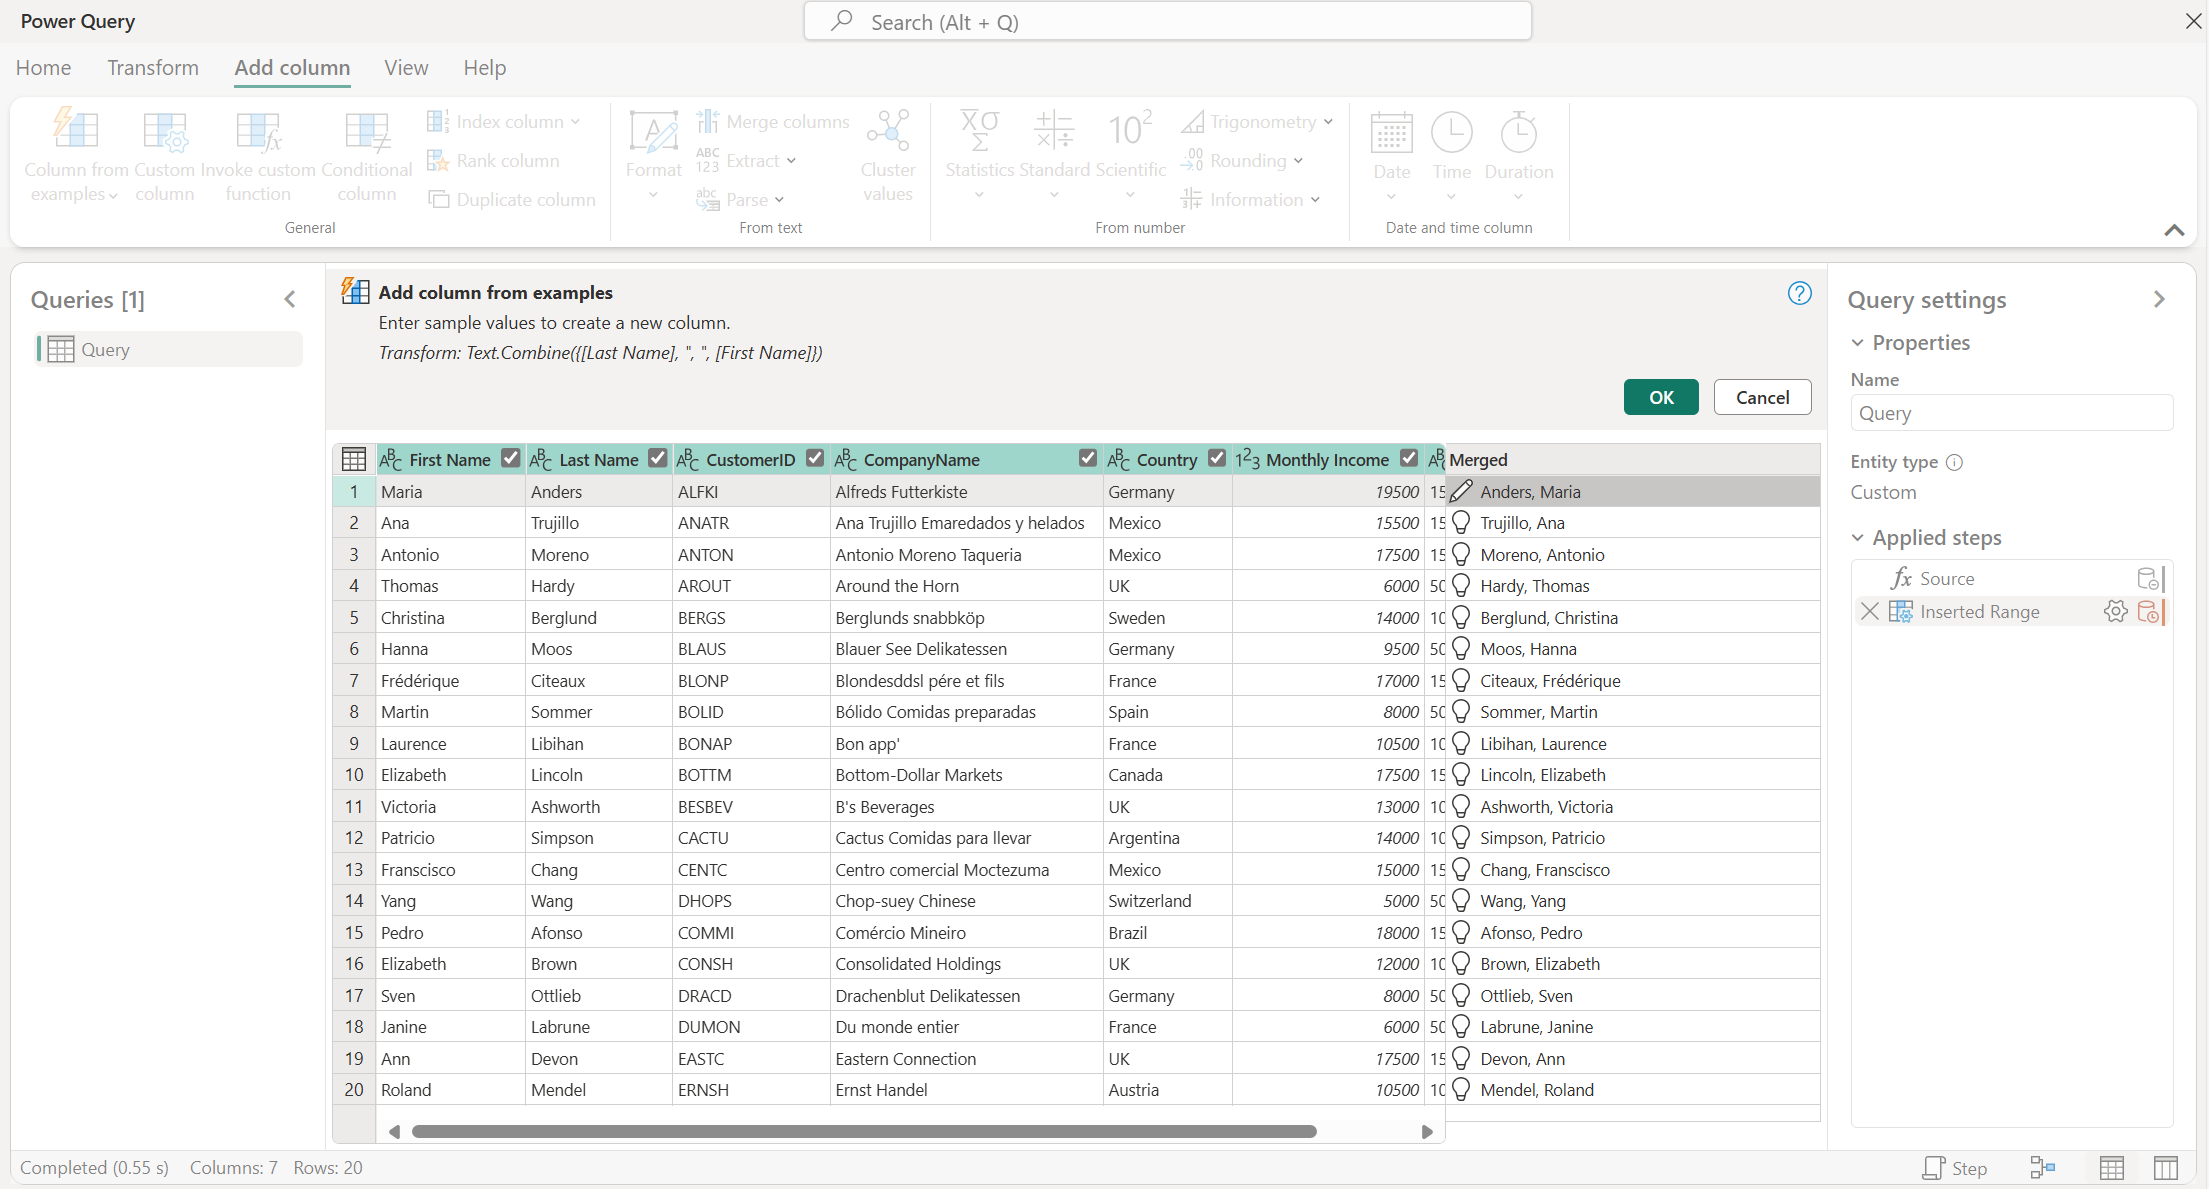 Power Query
Search (Alt + Q)
Home Transform Add column View Help
Column from examples
Custom column
Invoke custom function
Conditional column
Index column
Rank column
Duplicate column
General
Format
Merge columns
ABC 123 Extract
abc Parse
Cluster values
From text
Statistics
Standard
10² Scientific
Trigonometry
.00 Rounding
Information
From number
Date
Time
Duration
Date and time column
Queries [1]
Query
Add column from examples
Enter sample values to create a new column.
Transform: Text.Combine({[Last Name], ", ", [First Name]})
OK Cancel
ABC First Name ABC Last Name ABC CustomerID ABC CompanyName ABC Country 123 Monthly Income AB Merged
1 Maria Anders ALFKI Alfreds Futterkiste Germany 19500 15 Anders, Maria
2 Ana Trujillo ANATR Ana Trujillo Emaredados y helados Mexico 15500 15 Trujillo, Ana
3 Antonio Moreno ANTON Antonio Moreno Taqueria Mexico 17500 15 Moreno, Antonio
4 Thomas Hardy AROUT Around the Horn UK 6000 50 Hardy, Thomas
5 Christina Berglund BERGS Berglunds snabbköp Sweden 14000 10 Berglund, Christina
6 Hanna Moos BLAUS Blauer See Delikatessen Germany 9500 50 Moos, Hanna
7 Frédérique Citeaux BLONP Blondesddsl pére et fils France 17000 15 Citeaux, Frédérique
8 Martin Sommer BOLID Bólido Comidas preparadas Spain 8000 50 Sommer, Martin
9 Laurence Libihan BONAP Bon app' France 10500 10 Libihan, Laurence
10 Elizabeth Lincoln BOTTM Bottom-Dollar Markets Canada 17500 15 Lincoln, Elizabeth
11 Victoria Ashworth BESBEV B's Beverages UK 13000 10 Ashworth, Victoria
12 Patricio Simpson CACTU Cactus Comidas para llevar Argentina 14000 10 Simpson, Patricio
13 Franscisco Chang CENTC Centro comercial Moctezuma Mexico 15000 15 Chang, Franscisco
14 Yang Wang DHOPS Chop-suey Chinese Switzerland 5000 50 Wang, Yang
15 Pedro Afonso COMMI Comércio Mineiro Brazil 18000 15 Afonso, Pedro
16 Elizabeth Brown CONSH Consolidated Holdings UK 12000 10 Brown, Elizabeth
17 Sven Ottlieb DRACD Drachenblut Delikatessen Germany 8000 50 Ottlieb, Sven
18 Janine Labrune DUMON Du monde entier France 6000 50 Labrune, Janine
19 Ann Devon EASTC Eastern Connection UK 17500 15 Devon, Ann
20 Roland Mendel ERNSH Ernst Handel Austria 10500 10 Mendel, Roland
Query settings
Properties
Name
Query
Entity type
Custom
Applied steps
fx Source
Inserted Range
Completed (0.55 s) Columns: 7 Rows: 20
Step